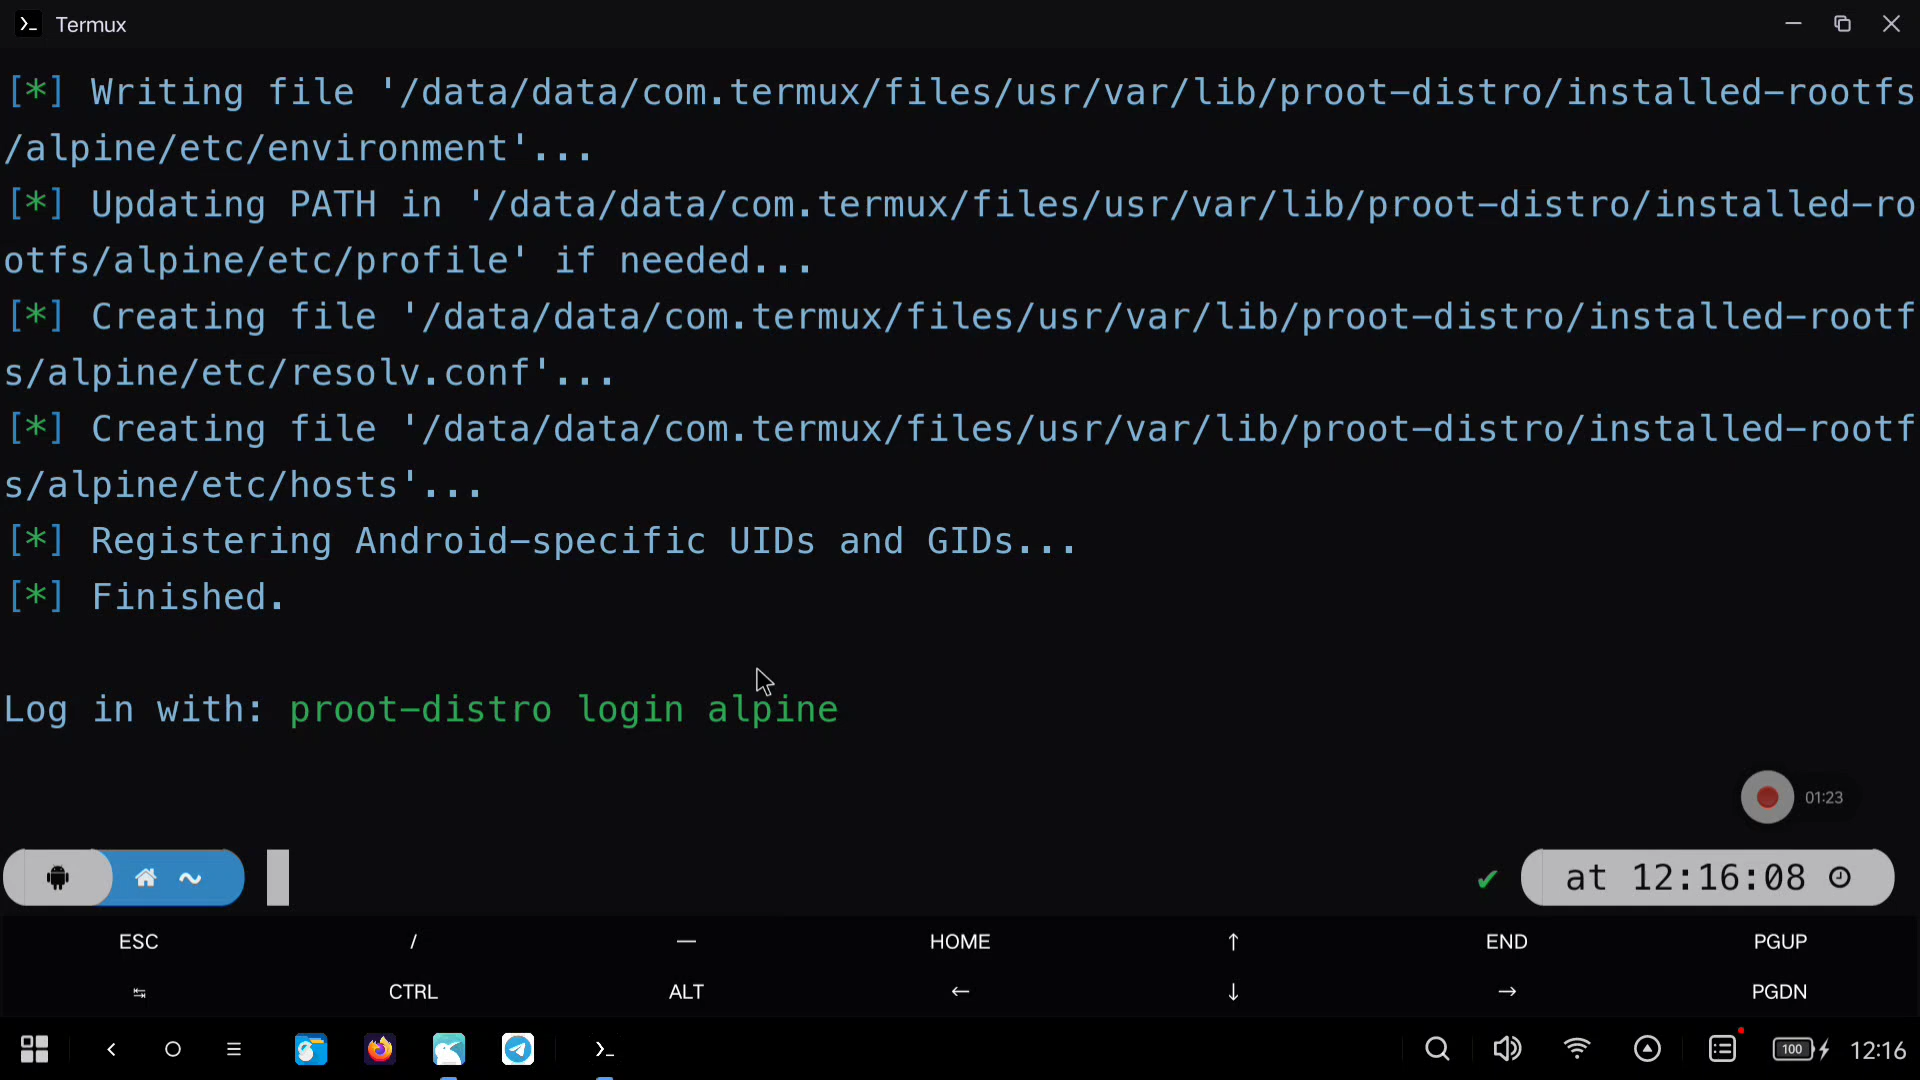 Termux
[*] Writing file '/data/data/com.termux/files/usr/var/lib/proot-distro/installed-rootfs
/alpine/etc/environment'...
[*] Updating PATH in '/data/data/com.termux/files/usr/var/lib/proot-distro/installed-ro
otfs/alpine/etc/profile' if needed...
[*] Creating file '/data/data/com.termux/files/usr/var/lib/proot-distro/installed-rootf
s/alpine/etc/resolv.conf'...
[*] Creating file '/data/data/com.termux/files/usr/var/lib/proot-distro/installed-rootf
s/alpine/etc/hosts'...
[*] Registering Android-specific UIDs and GIDs...
[*] Finished.
Log in with: proot-distro login alpine
01:23
~ ✔ at 12:16:08
ESC / — HOME ↑ END PGUP
↹ CTRL ALT ← ↓ → PGDN
100 12:16